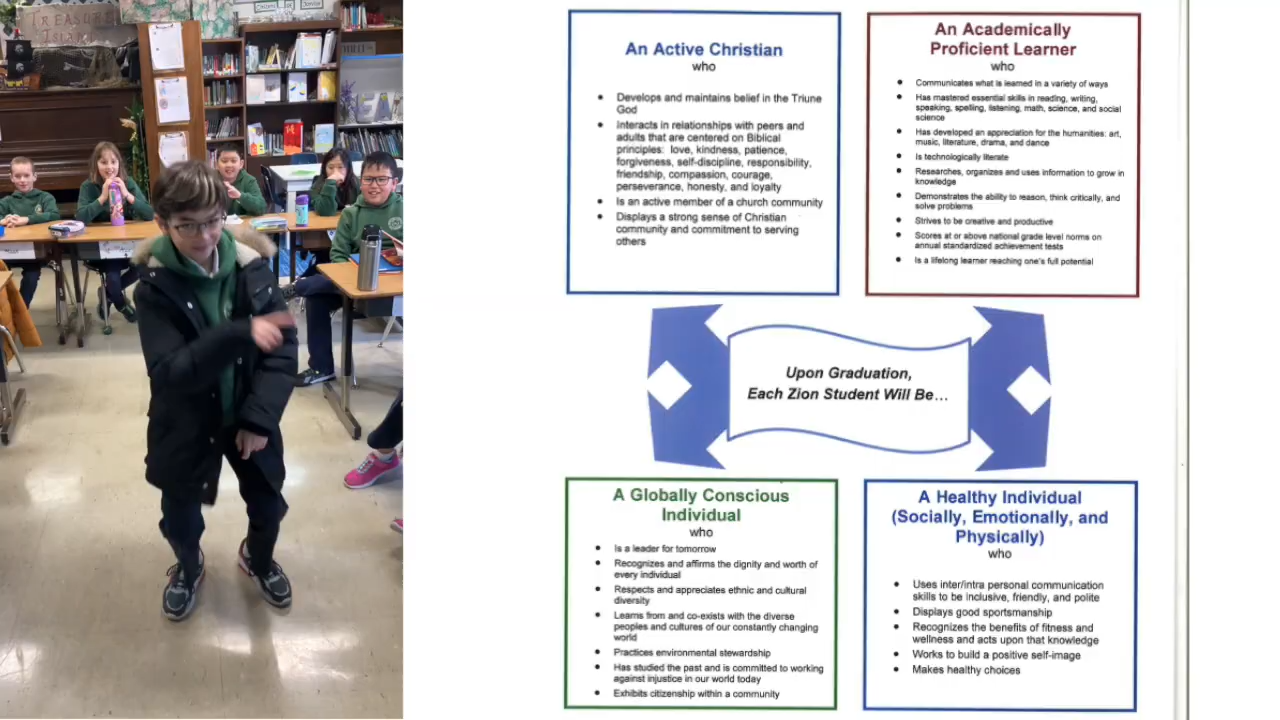 TREASURE
Island
An Active Christian
who
• Develops and maintains belief in the Triune
God
• Interacts in relationships with peers and
adults that are centered on Biblical
principles: love, kindness, patience,
forgiveness, self-discipline, responsibility,
friendship, compassion, courage,
perseverance, honesty, and loyalty
• Is an active member of a church community
• Displays a strong sense of Christian
community and commitment to serving
others
An Academically
Proficient Learner
who
• Communicates what is learned in a variety of ways
• Has mastered essential skills in reading, writing,
speaking, spelling, listening, math, science, and social
science
• Has developed an appreciation for the humanities: art,
music, literature, drama, and dance
• Is technologically literate
• Researches, organizes and uses information to grow in
knowledge
• Demonstrates the ability to reason, think critically, and
solve problems
• Strives to be creative and productive
• Scores at or above national grade level norms on
annual standardized achievement tests
• Is a lifelong learner reaching one's full potential
Upon Graduation,
Each Zion Student Will Be…
A Globally Conscious
Individual
who
• Is a leader for tomorrow
• Recognizes and affirms the dignity and worth of
every individual
• Respects and appreciates ethnic and cultural
diversity
• Learns from and co-exists with the diverse
peoples and cultures of our constantly changing
world
• Practices environmental stewardship
• Has studied the past and is committed to working
against injustice in our world today
• Exhibits citizenship within a community
A Healthy Individual
(Socially, Emotionally, and
Physically)
who
• Uses inter/intra personal communication
skills to be inclusive, friendly, and polite
• Displays good sportsmanship
• Recognizes the benefits of fitness and
wellness and acts upon that knowledge
• Works to build a positive self-image
• Makes healthy choices